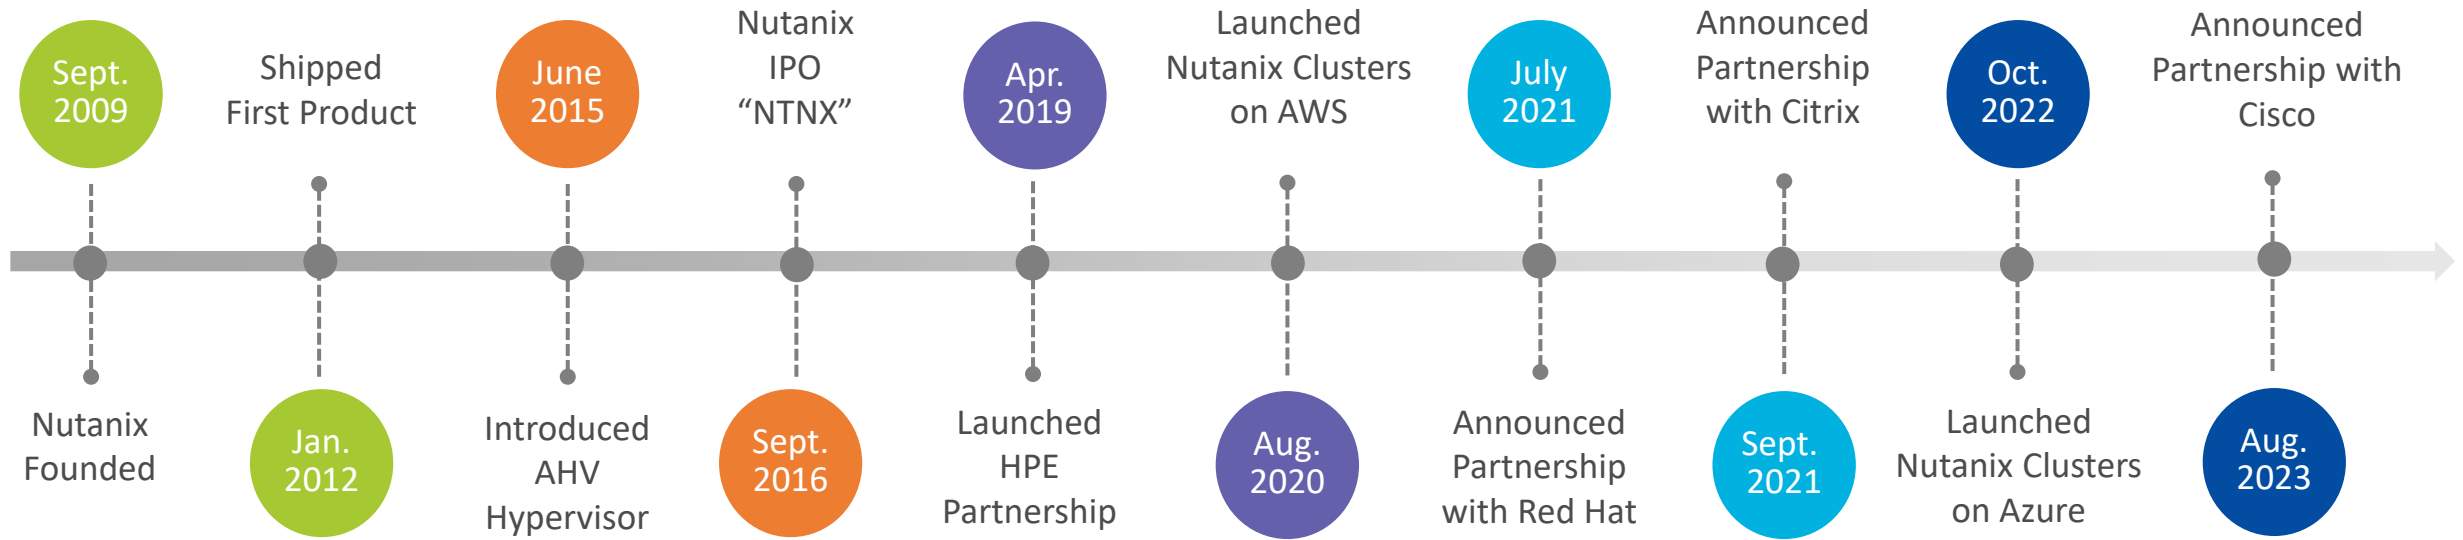 Sept.
2009
Nutanix
Founded
Shipped
First Product
Jan.
2012
June
2015
Introduced
AHV
Hypervisor
Nutanix
IPO
“NTNX”
Sept.
2016
Apr.
2019
Launched
HPE
Partnership
Launched
Nutanix Clusters
on AWS
Aug.
2020
July
2021
Announced
Partnership
with Red Hat
Announced
Partnership
with Citrix
Sept.
2021
Oct.
2022
Launched
Nutanix Clusters
on Azure
Announced
Partnership with
Cisco
Aug.
2023